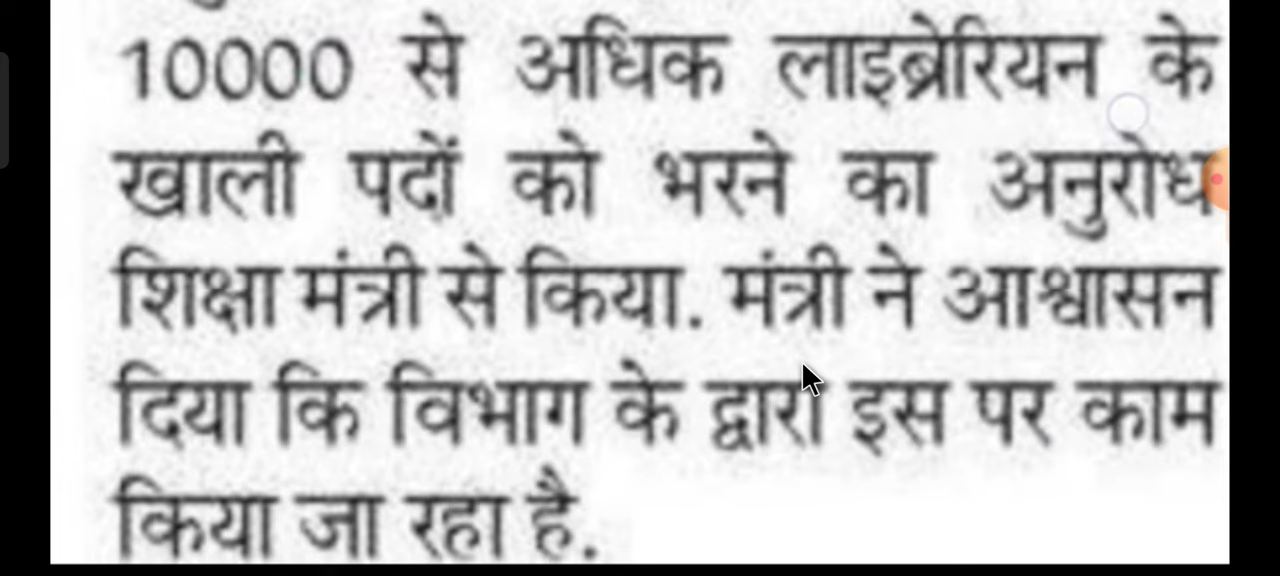 10000 से अधिक लाइब्रेरियन के
खाली पदों को भरने का अनुरोध
शिक्षा मंत्री से किया. मंत्री ने आश्वासन
दिया कि विभाग के द्वारा इस पर काम
किया जा रहा है.